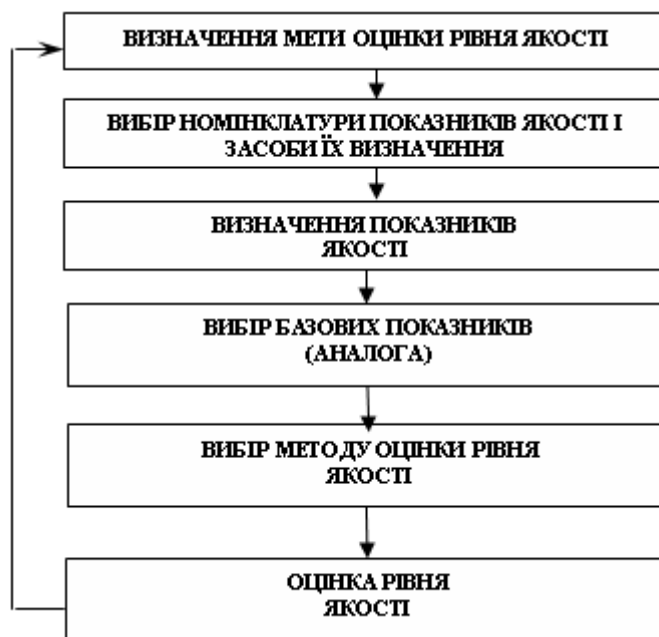 ВИЗНАЧЕННЯ МЕТИ ОЦІНКИ РІВНЯ ЯКОСТІ
ВИБІР НОМІНКЛАТУРИ ПОКАЗНИКІВ ЯКОСТІ І
ЗАСОБИ ЇХ ВИЗНАЧЕННЯ
ВИЗНАЧЕННЯ ПОКАЗНИКІВ
ЯКОСТІ
ВИБІР БАЗОВИХ ПОКАЗНИКІВ
(АНАЛОГА)
ВИБІР МЕТОДУ ОЦІНКИ РІВНЯ
ЯКОСТІ
ОЦІНКА РІВНЯ
ЯКОСТІ